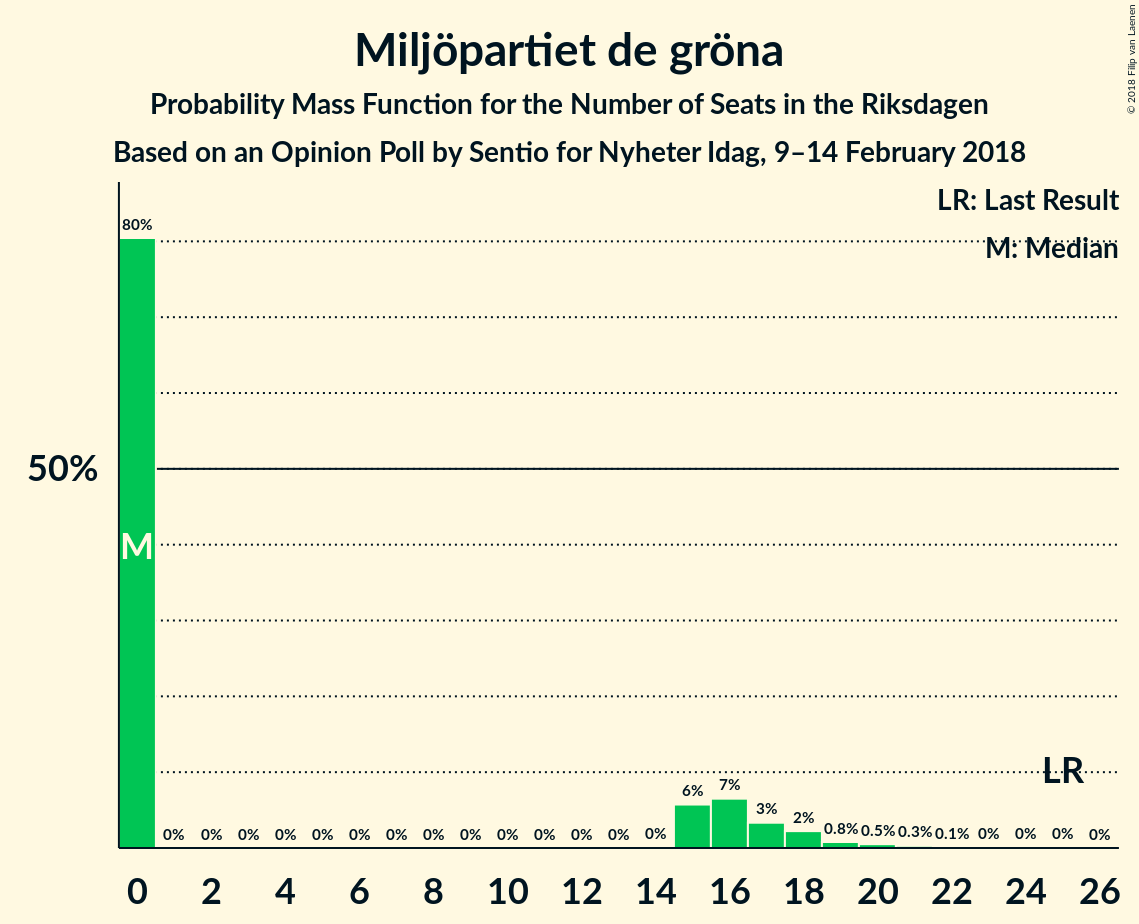 Miljöpartiet de gröna
Probability Mass Function for the Number of Seats in the Riksdagen
Based on an Opinion Poll by Sentio for Nyheter Idag, 9–14 February 2018
© 2018 Filip van Laenen
LR: Last Result
M: Median
50%
80% 0% 0% 0% 0% 0% 0% 0% 0% 0% 0% 0% 0% 0% 0% 6% 7% 3% 2% 0.8% 0.5% 0.3% 0.1% 0% 0% 0% 0%
M
LR
0 2 4 6 8 10 12 14 16 18 20 22 24 26